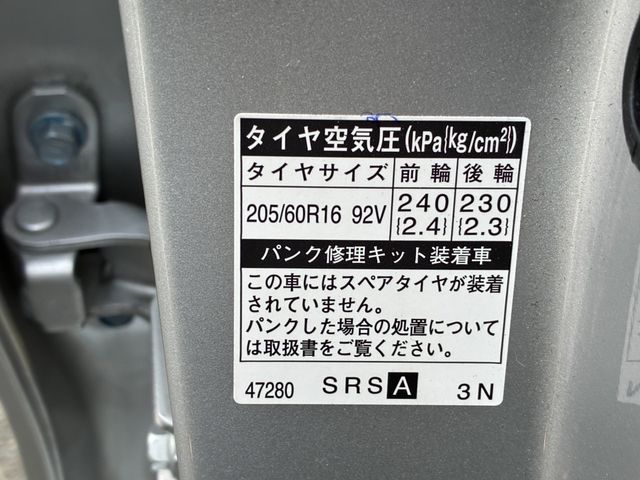 タイヤ空気圧(kPa{kg/cm²})
タイヤサイズ 前輪 後輪
205/60R16 92V 240 {2.4} 230 {2.3}
パンク修理キット装着車
この車にはスペアタイヤが装着
されていません。
パンクした場合の処置について
は取扱書をご覧ください。
47280 SRS A 3N